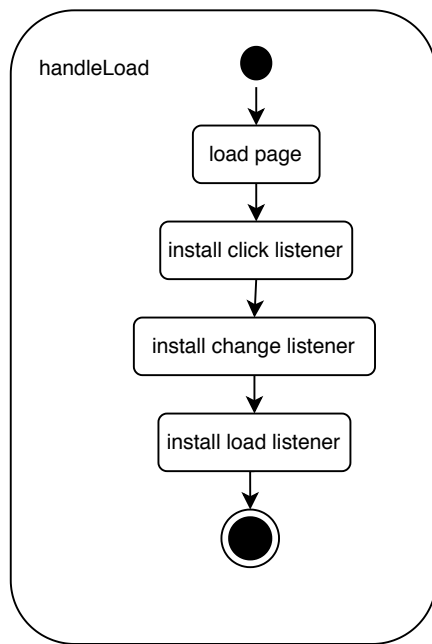 handleLoad
load page
install click listener
install change listener
install load listener